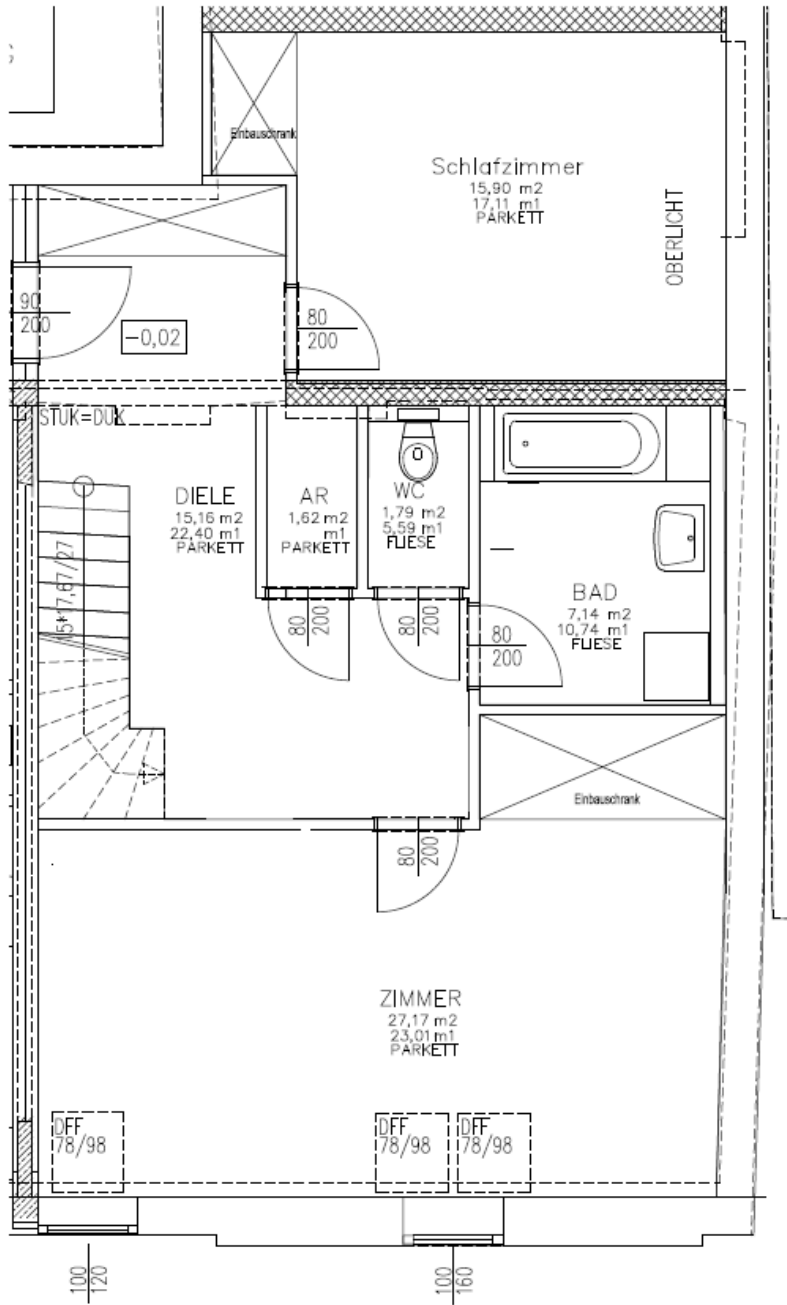 Einbauschrank
Schlafzimmer
15,90 m2
17,11 m1
PARKETT
OBERLICHT
90
200
-0,02
80
200
STUK=DUK
DIELE
15,16 m2
22,40 m1
PARKETT
AR
1,62 m2
m1
PARKETT
WC
1,79 m2
5,59 m1
FLIESE
15*17,67/27
BAD
7,14 m2
10,74 m1
FLIESE
80
200
80
200
80
200
Einbauschrank
80
200
ZIMMER
27,17 m2
23,01 m1
PARKETT
DFF
78/98
DFF
78/98
DFF
78/98
100
120
100
160